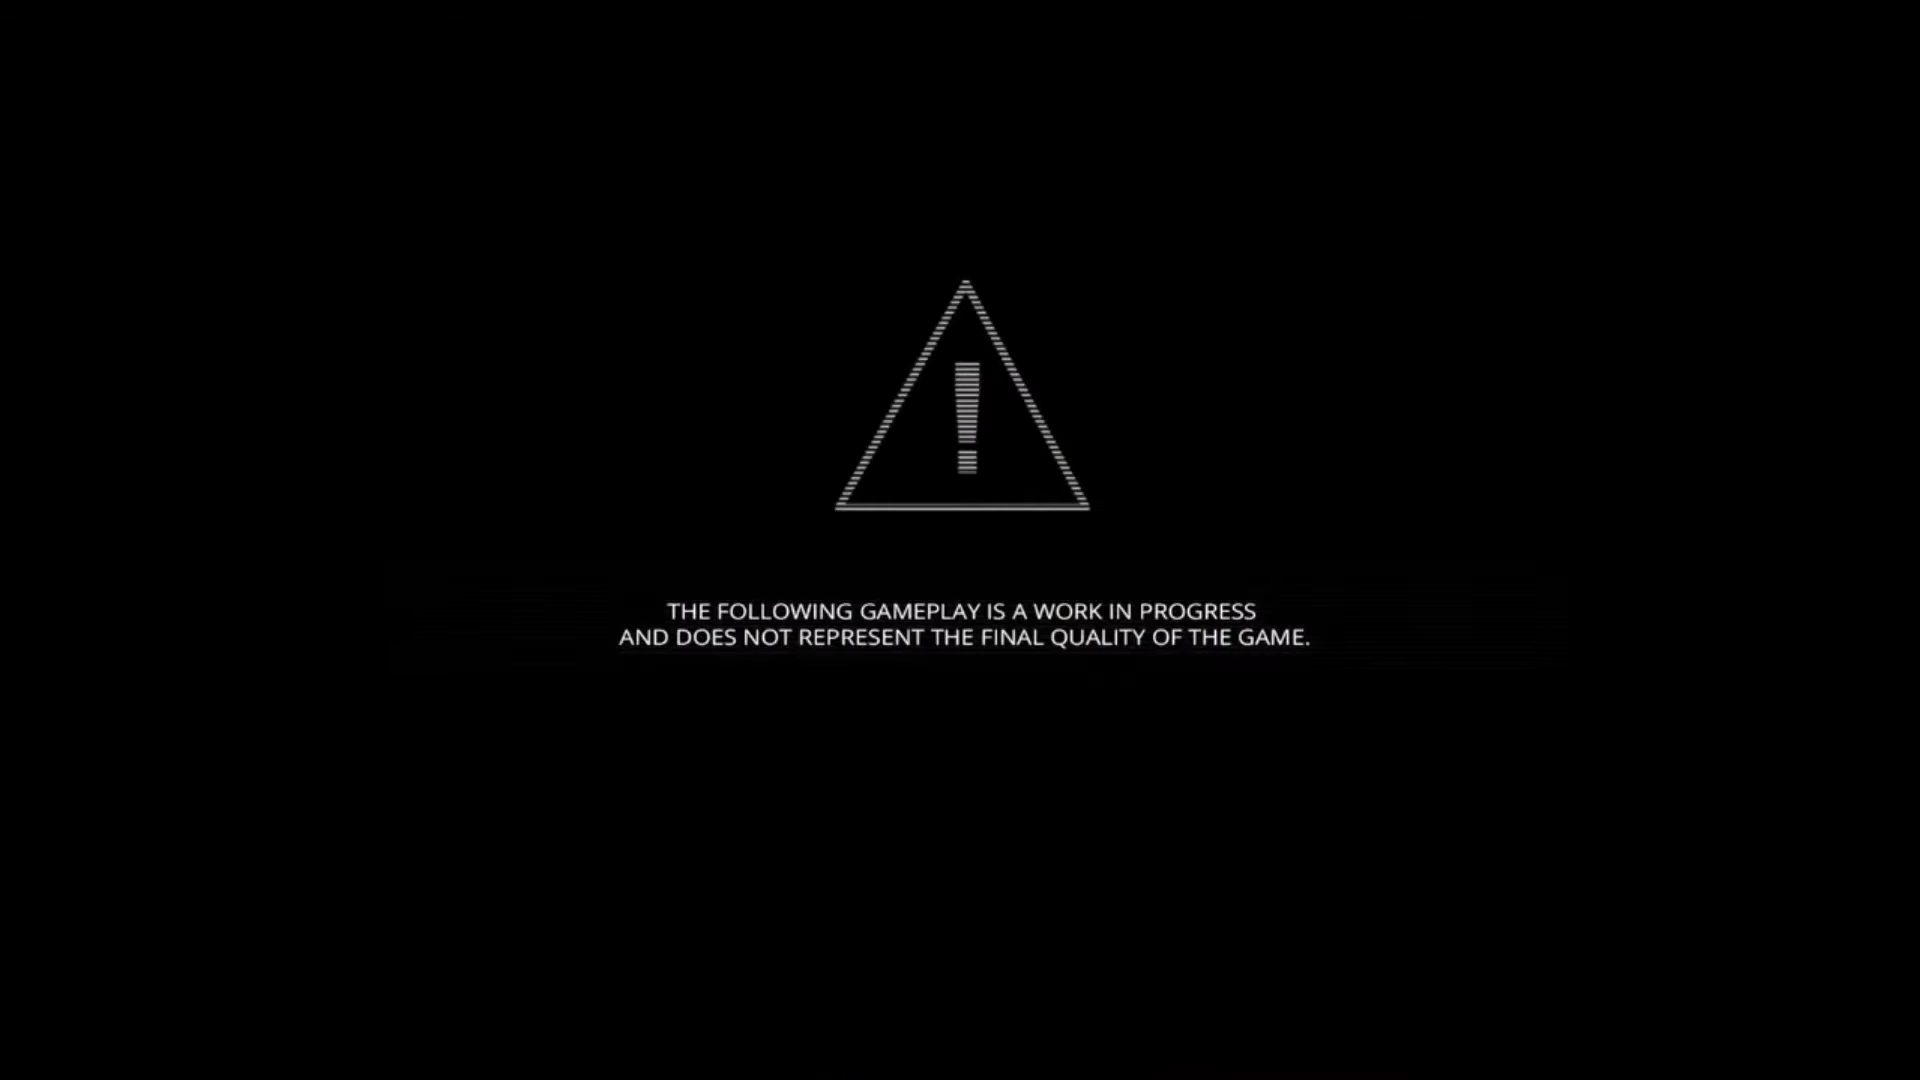 THE FOLLOWING GAMEPLAY IS A WORK IN PROGRESS
AND DOES NOT REPRESENT THE FINAL QUALITY OF THE GAME.